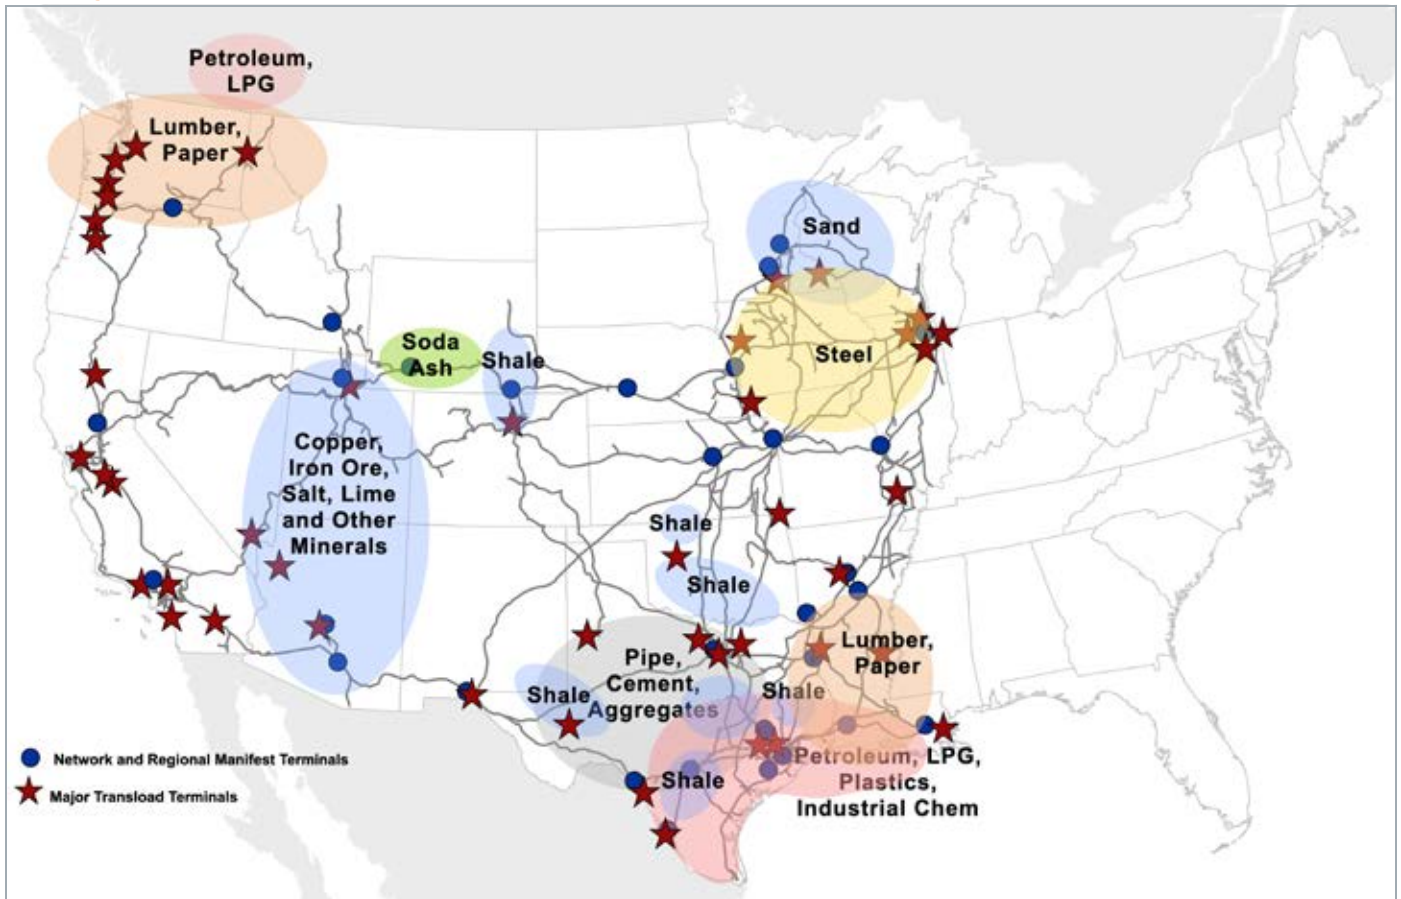 Petroleum,
LPG
Lumber,
Paper
Sand
Soda
Ash
Shale
Steel
Copper,
Iron Ore,
Salt, Lime
and Other
Minerals
Shale
Shale
Lumber,
Paper
Pipe,
Cement,
Aggregates
Shale
Shale
Shale
Petroleum, LPG,
Plastics,
Industrial Chem
Network and Regional Manifest Terminals
Major Transload Terminals